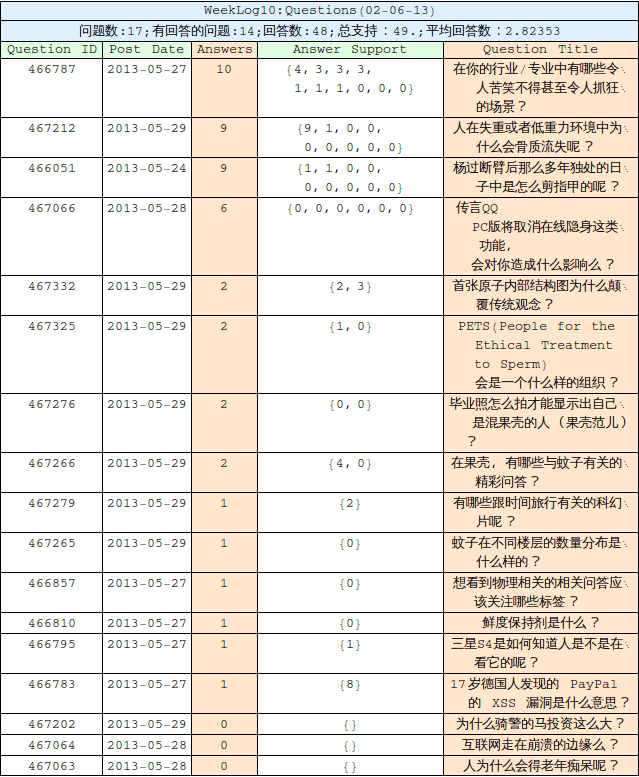 WeekLog10:Questions(02-06-13)
问题数:17;有回答的问题:14;回答数:48;总支持：49.;平均回答数：2.82353
Question ID Post Date Answers Answer Support Question Title
466787 2013-05-27 10 {4, 3, 3, 3, 在你的行业/专业中有哪些令
1, 1, 1, 0, 0, 0} 人苦笑不得甚至令人抓狂
的场景？
467212 2013-05-29 9 {9, 1, 0, 0, 人在失重或者低重力环境中为
0, 0, 0, 0, 0} 什么会骨质流失呢？
466051 2013-05-24 9 {1, 1, 0, 0, 杨过断臂后那么多年独处的日
0, 0, 0, 0, 0} 子中是怎么剪指甲的呢？
467066 2013-05-28 6 {0, 0, 0, 0, 0, 0} 传言QQ
PC版将取消在线隐身这类
功能,
会对你造成什么影响么？
467332 2013-05-29 2 {2, 3} 首张原子内部结构图为什么颠
覆传统观念？
467325 2013-05-29 2 {1, 0} PETS(People for the
Ethical Treatment
to Sperm)
会是一个什么样的组织？
467276 2013-05-29 2 {0, 0} 毕业照怎么拍才能显示出自己
是混果壳的人（果壳范儿）
？
467266 2013-05-29 2 {4, 0} 在果壳, 有哪些与蚊子有关的
精彩问答？
467279 2013-05-29 1 {2} 有哪些跟时间旅行有关的科幻
片呢？
467265 2013-05-29 1 {0} 蚊子在不同楼层的数量分布是
什么样的？
466857 2013-05-27 1 {0} 想看到物理相关的相关问答应
该关注哪些标签？
466810 2013-05-27 1 {0} 鲜度保持剂是什么？
466795 2013-05-27 1 {1} 三星S4是如何知道人是不是在
看它的呢？
466783 2013-05-27 1 {8} 17岁德国人发现的 PayPal
的 XSS 漏洞是什么意思？
467202 2013-05-29 0 {} 为什么骑警的马投资这么大？
467064 2013-05-28 0 {} 互联网走在崩溃的边缘么？
467063 2013-05-28 0 {} 人为什么会得老年痴呆呢？